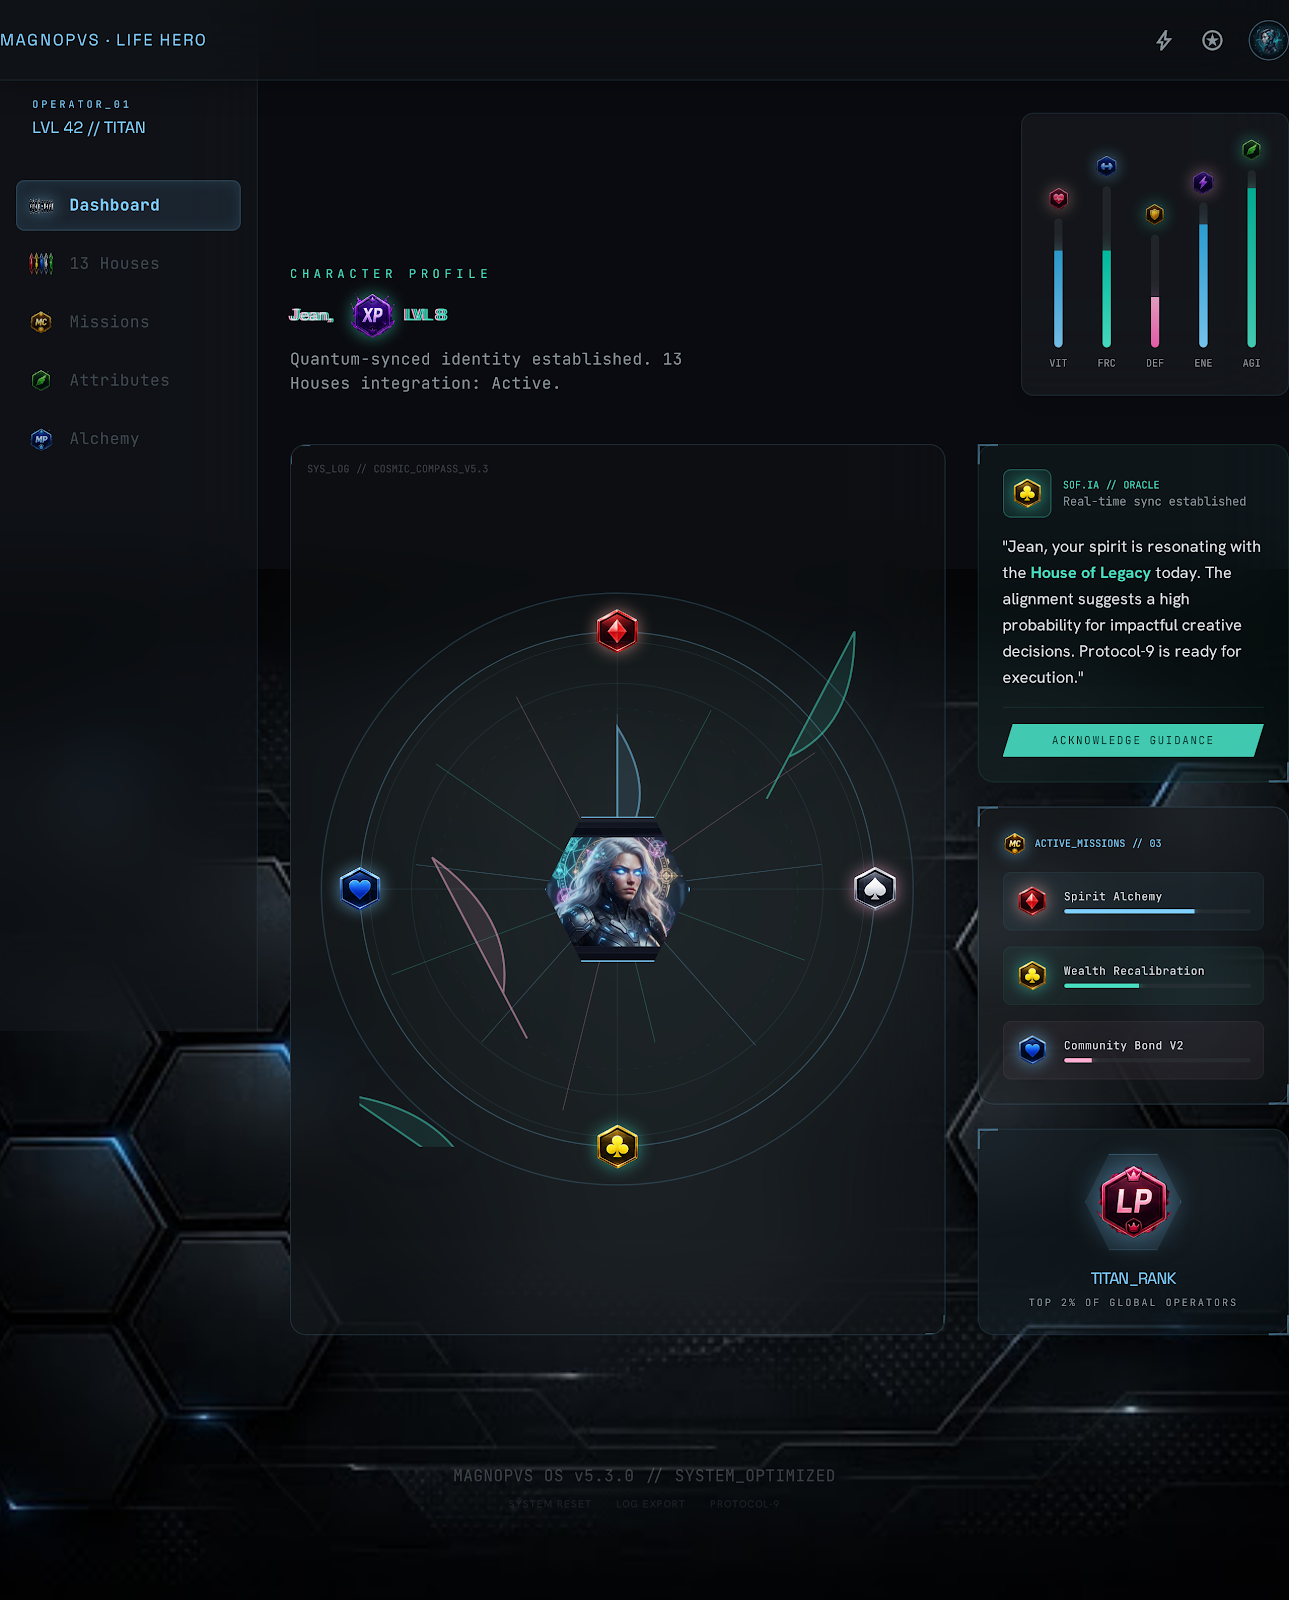 MAGNOPVS · LIFE HERO
OPERATOR_01
LVL 42 // TITAN
Dashboard
13 Houses
MC
Missions
Attributes
MP
Alchemy
CHARACTER PROFILE
Jean,
XP
LVL 8
Quantum-synced identity established. 13
Houses integration: Active.
VIT
FRC
DEF
ENE
AGI
SYS_LOG // COSMIC_COMPASS_V5.3
SOF.IA // ORACLE
Real-time sync established
"Jean, your spirit is resonating with
the House of Legacy today. The
alignment suggests a high
probability for impactful creative
decisions. Protocol-9 is ready for
execution."
ACKNOWLEDGE GUIDANCE
MC
ACTIVE_MISSIONS // 03
Spirit Alchemy
Wealth Recalibration
Community Bond V2
LP
TITAN_RANK
TOP 2% OF GLOBAL OPERATORS
MAGNOPVS OS v5.3.0 // SYSTEM_OPTIMIZED
SYSTEM RESET
LOG EXPORT
PROTOCOL-9